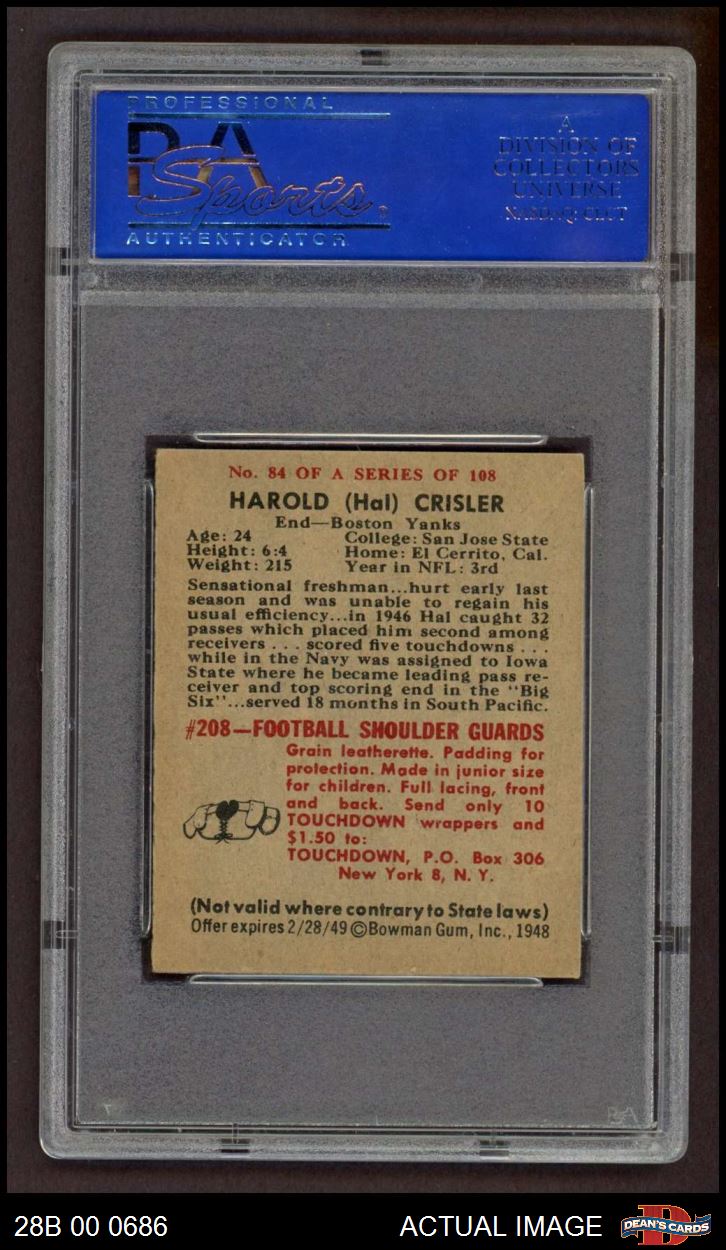 PROFESSIONAL
PSA
Sports
AUTHENTICATOR
A
DIVISION OF
COLLECTORS
UNIVERSE
NASDAQ: CLCT
No. 84 OF A SERIES OF 108
HAROLD (Hal) CRISLER
End—Boston Yanks
Age: 24 College: San Jose State
Height: 6:4 Home: El Cerrito, Cal.
Weight: 215 Year in NFL: 3rd
Sensational freshman...hurt early last
season and was unable to regain his
usual efficiency...in 1946 Hal caught 32
passes which placed him second among
receivers . . . scored five touchdowns . . .
while in the Navy was assigned to Iowa
State where he became leading pass re-
ceiver and top scoring end in the "Big
Six"...served 18 months in South Pacific.
#208—FOOTBALL SHOULDER GUARDS
Grain leatherette. Padding for
protection. Made in junior size
for children. Full lacing, front
and back. Send only 10
TOUCHDOWN wrappers and
$1.50 to:
TOUCHDOWN, P.O. Box 306
New York 8, N. Y.
(Not valid where contrary to State laws)
Offer expires 2/28/49 ©Bowman Gum, Inc., 1948
PSA
28B 00 0686
ACTUAL IMAGE
DEAN'S CARDS